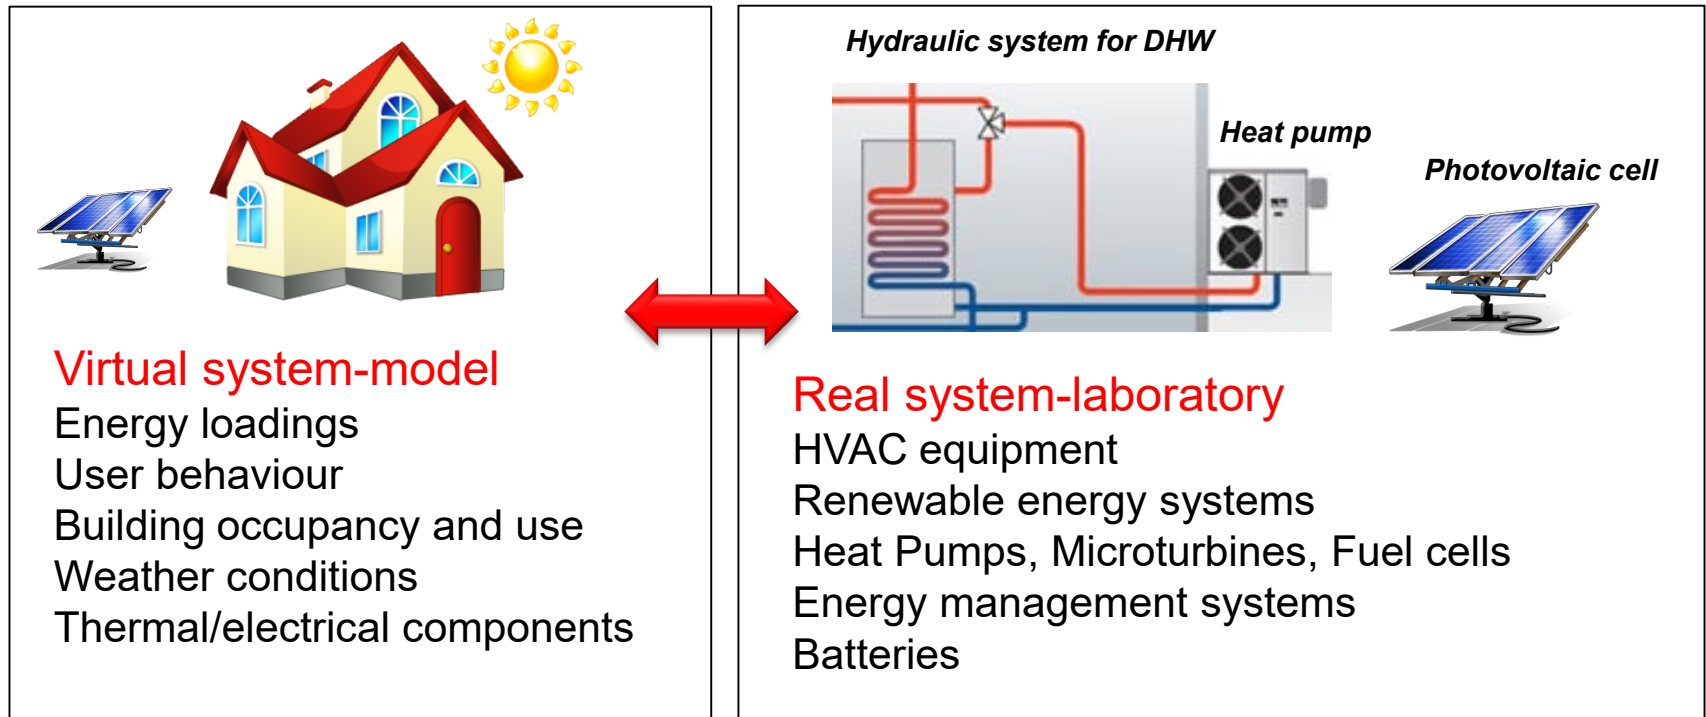 Virtual system-model
Energy loadings
User behaviour
Building occupancy and use
Weather conditions
Thermal/electrical components
Hydraulic system for DHW
Heat pump
Photovoltaic cell
Real system-laboratory
HVAC equipment
Renewable energy systems
Heat Pumps, Microturbines, Fuel cells
Energy management systems
Batteries